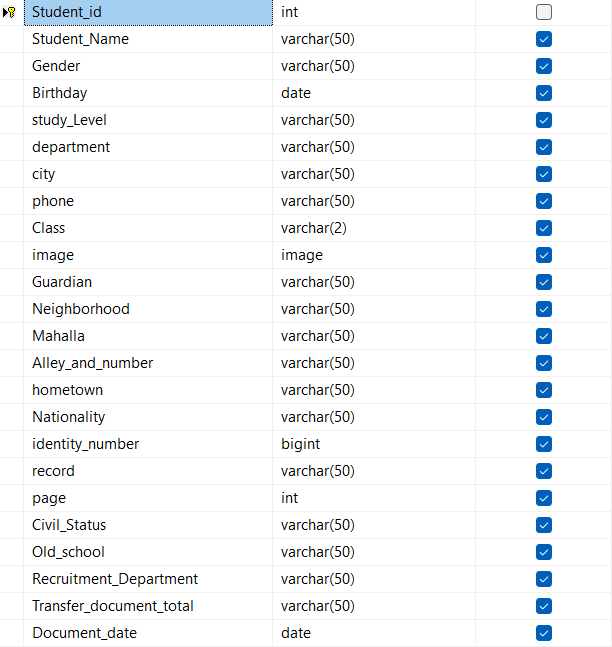 Student_id int
Student_Name varchar(50)
Gender varchar(50)
Birthday date
study_Level varchar(50)
department varchar(50)
city varchar(50)
phone varchar(50)
Class varchar(2)
image image
Guardian varchar(50)
Neighborhood varchar(50)
Mahalla varchar(50)
Alley_and_number varchar(50)
hometown varchar(50)
Nationality varchar(50)
identity_number bigint
record varchar(50)
page int
Civil_Status varchar(50)
Old_school varchar(50)
Recruitment_Department varchar(50)
Transfer_document_total varchar(50)
Document_date date